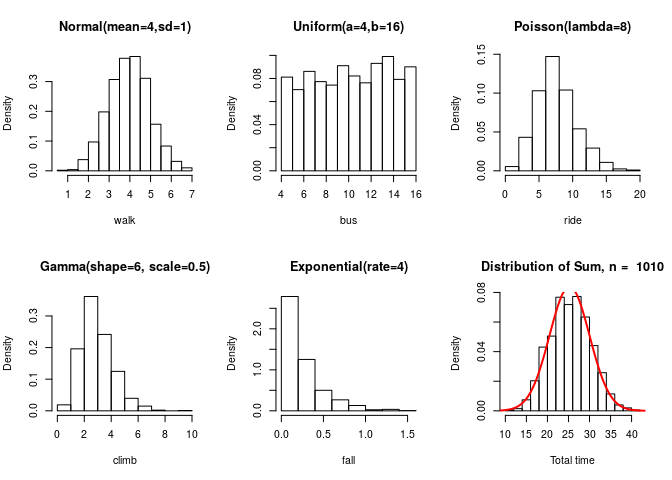 Normal(mean=4,sd=1)
Density
0.0 0.1 0.2 0.3
1 2 3 4 5 6 7
walk
Uniform(a=4,b=16)
Density
0.00 0.04 0.08
4 6 8 10 12 14 16
bus
Poisson(lambda=8)
Density
0.00 0.05 0.10 0.15
0 5 10 15 20
ride
Gamma(shape=6, scale=0.5)
Density
0.0 0.1 0.2 0.3
0 2 4 6 8 10
climb
Exponential(rate=4)
Density
0.0 1.0 2.0
0.0 0.5 1.0 1.5
fall
Distribution of Sum, n = 1010
Density
0.00 0.04 0.08
10 15 20 25 30 35 40
Total time